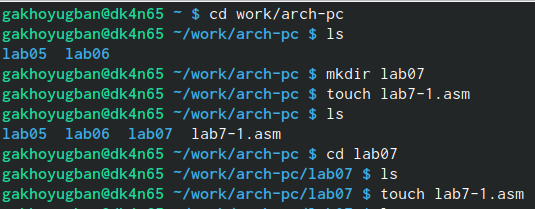 gakhoyugban@dk4n65 ~ $ cd work/arch-pc
gakhoyugban@dk4n65 ~/work/arch-pc $ ls
lab05  lab06
gakhoyugban@dk4n65 ~/work/arch-pc $ mkdir lab07
gakhoyugban@dk4n65 ~/work/arch-pc $ touch lab7-1.asm
gakhoyugban@dk4n65 ~/work/arch-pc $ ls
lab05  lab06  lab07  lab7-1.asm
gakhoyugban@dk4n65 ~/work/arch-pc $ cd lab07
gakhoyugban@dk4n65 ~/work/arch-pc/lab07 $ ls
gakhoyugban@dk4n65 ~/work/arch-pc/lab07 $ touch lab7-1.asm